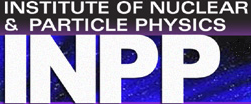 INSTITUTE OF NUCLEAR
& PARTICLE PHYSICS
INPP